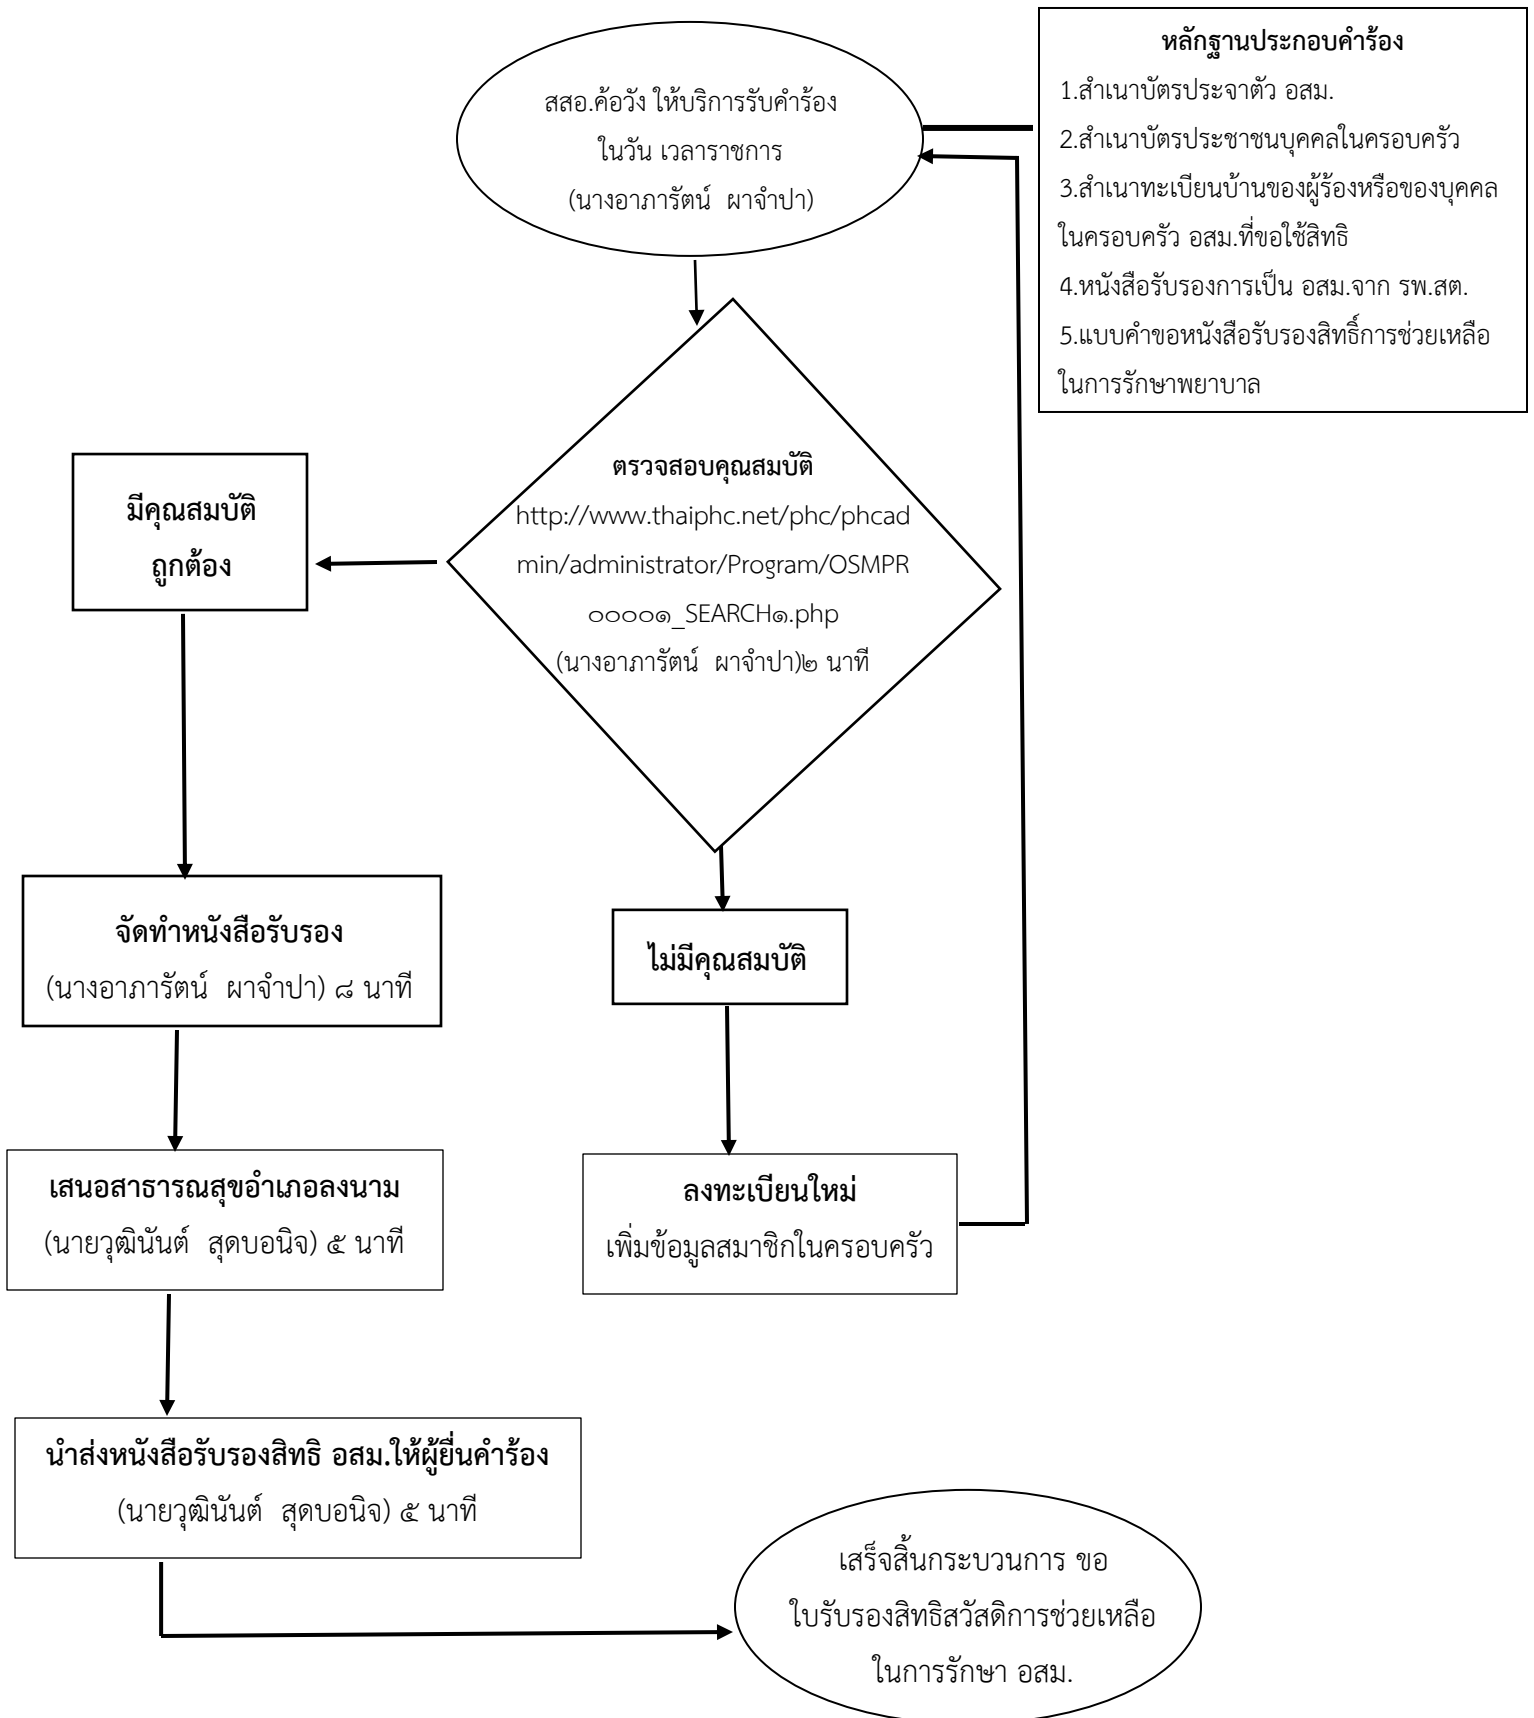 สสอ.ค้อวัง ให้บริการรับคำร้อง
ในวัน เวลาราชการ
(นางอาภารัตน์ ผาจำปา)
หลักฐานประกอบคำร้อง
1.สำเนาบัตรประจาตัว อสม.
2.สำเนาบัตรประชาชนบุคคลในครอบครัว
3.สำเนาทะเบียนบ้านของผู้ร้องหรือของบุคคล
ในครอบครัว อสม.ที่ขอใช้สิทธิ
4.หนังสือรับรองการเป็น อสม.จาก รพ.สต.
5.แบบคำขอหนังสือรับรองสิทธิ์การช่วยเหลือ
ในการรักษาพยาบาล
ตรวจสอบคุณสมบัติ
http://www.thaiphc.net/phc/phcad
min/administrator/Program/OSMPR
๐๐๐๐๑_SEARCH๑.php
(นางอาภารัตน์ ผาจำปา)๒ นาที
มีคุณสมบัติ
ถูกต้อง
จัดทำหนังสือรับรอง
(นางอาภารัตน์ ผาจำปา) ๘ นาที
ไม่มีคุณสมบัติ
เสนอสาธารณสุขอำเภอลงนาม
(นายวุฒินันต์ สุดบอนิจ) ๕ นาที
ลงทะเบียนใหม่
เพิ่มข้อมูลสมาชิกในครอบครัว
นำส่งหนังสือรับรองสิทธิ อสม.ให้ผู้ยื่นคำร้อง
(นายวุฒินันต์ สุดบอนิจ) ๕ นาที
เสร็จสิ้นกระบวนการ ขอ
ใบรับรองสิทธิสวัสดิการช่วยเหลือ
ในการรักษา อสม.